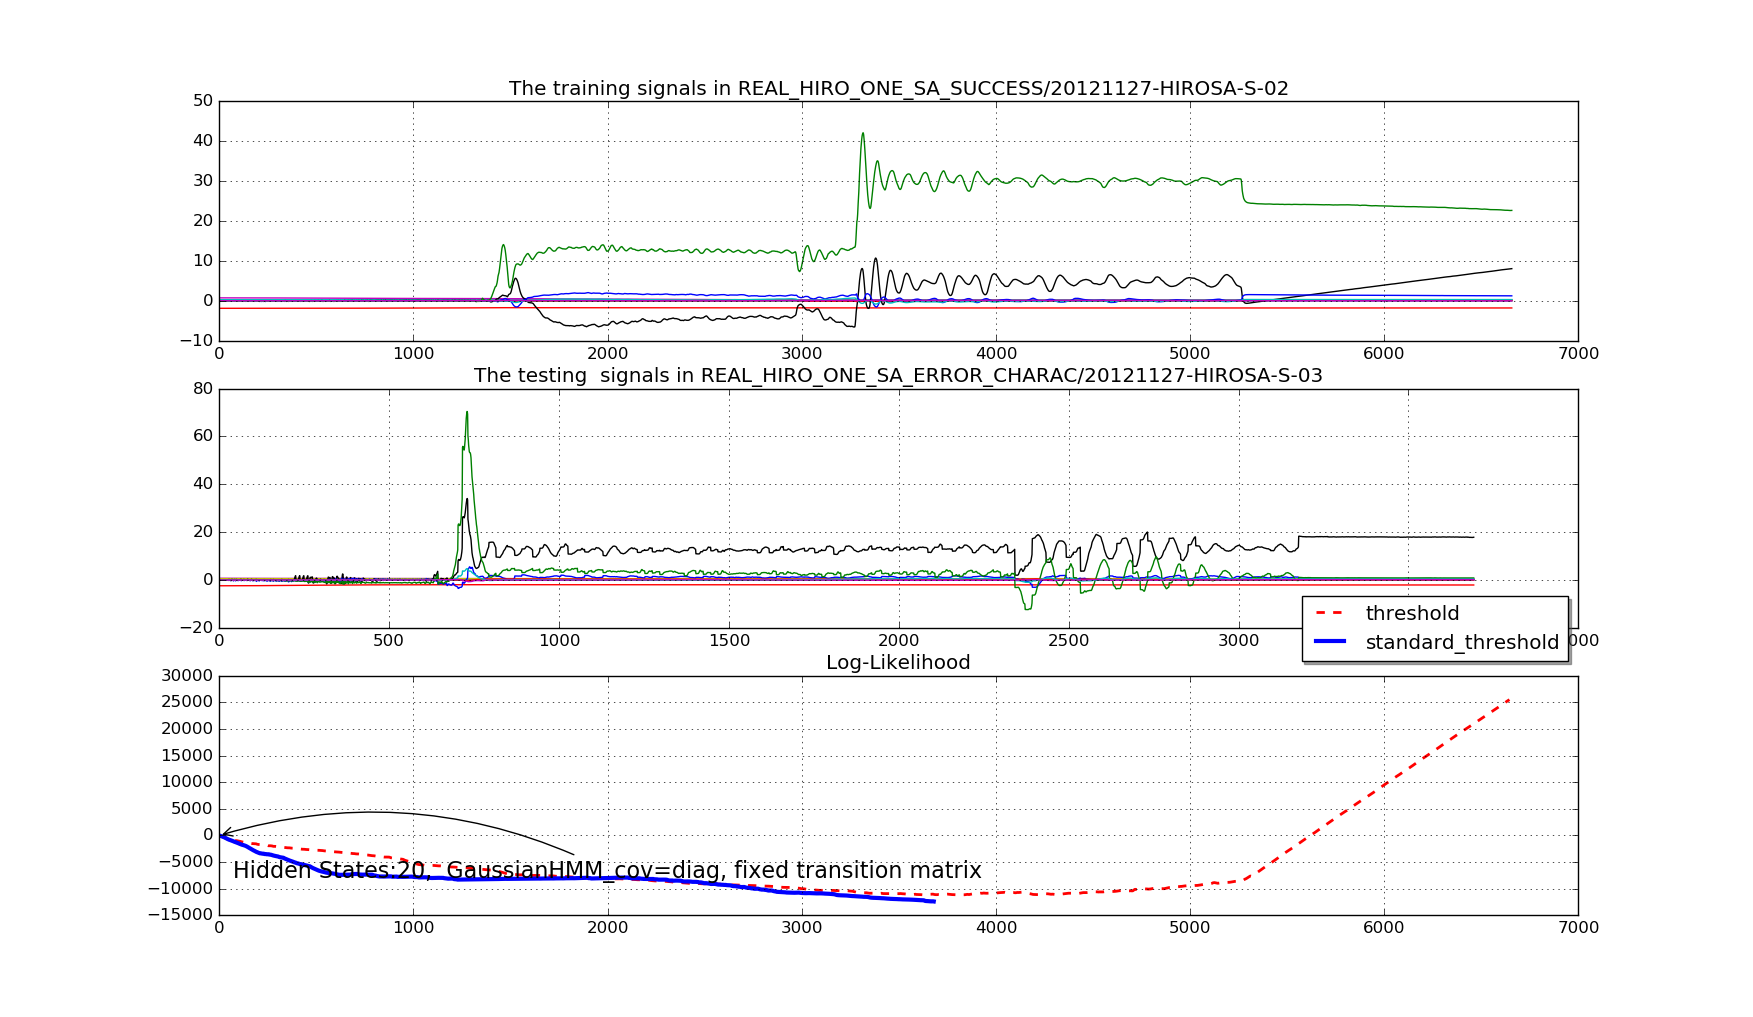 The training signals in REAL_HIRO_ONE_SA_SUCCESS/20121127-HIROSA-S-02
50
40
30
20
10
0
−10
0 1000 2000 3000 4000 5000 6000 7000
The testing  signals in REAL_HIRO_ONE_SA_ERROR_CHARAC/20121127-HIROSA-S-03
80
60
40
20
0
−20
0 500 1000 1500 2000 2500 3000 000
threshold
standard_threshold
Log-Likelihood
30000
25000
20000
15000
10000
5000
0
−5000
−10000
−15000
Hidden States:20,  GaussianHMM_cov=diag, fixed transition matrix
0 1000 2000 3000 4000 5000 6000 7000